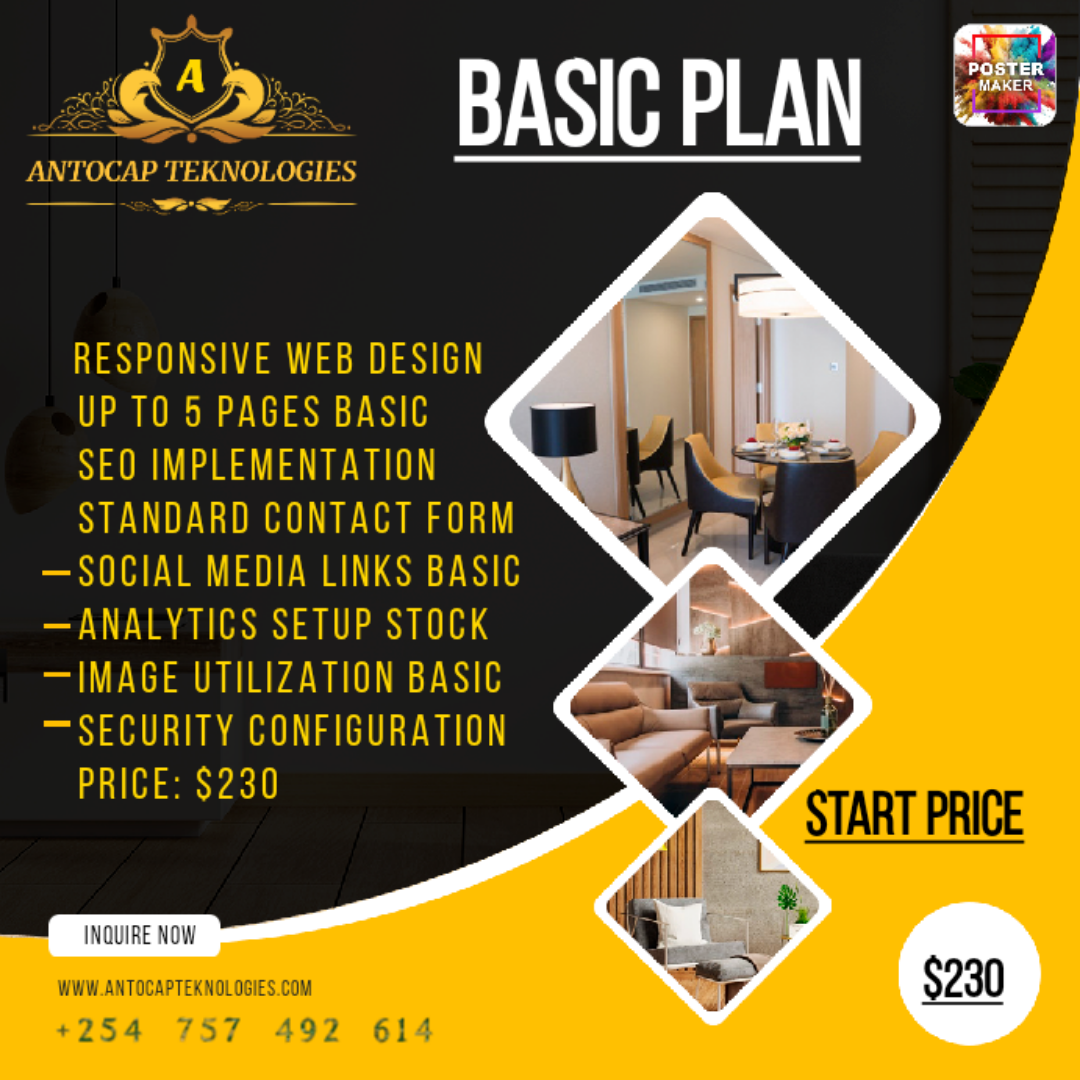 A
ANTOCAP TEKNOLOGIES
BASIC PLAN
POSTER
MAKER
RESPONSIVE WEB DESIGN
UP TO 5 PAGES BASIC
SEO IMPLEMENTATION
STANDARD CONTACT FORM
SOCIAL MEDIA LINKS BASIC
ANALYTICS SETUP STOCK
IMAGE UTILIZATION BASIC
SECURITY CONFIGURATION
PRICE: $230
START PRICE
$230
INQUIRE NOW
WWW.ANTOCAPTEKNOLOGIES.COM
+254 757 492 614